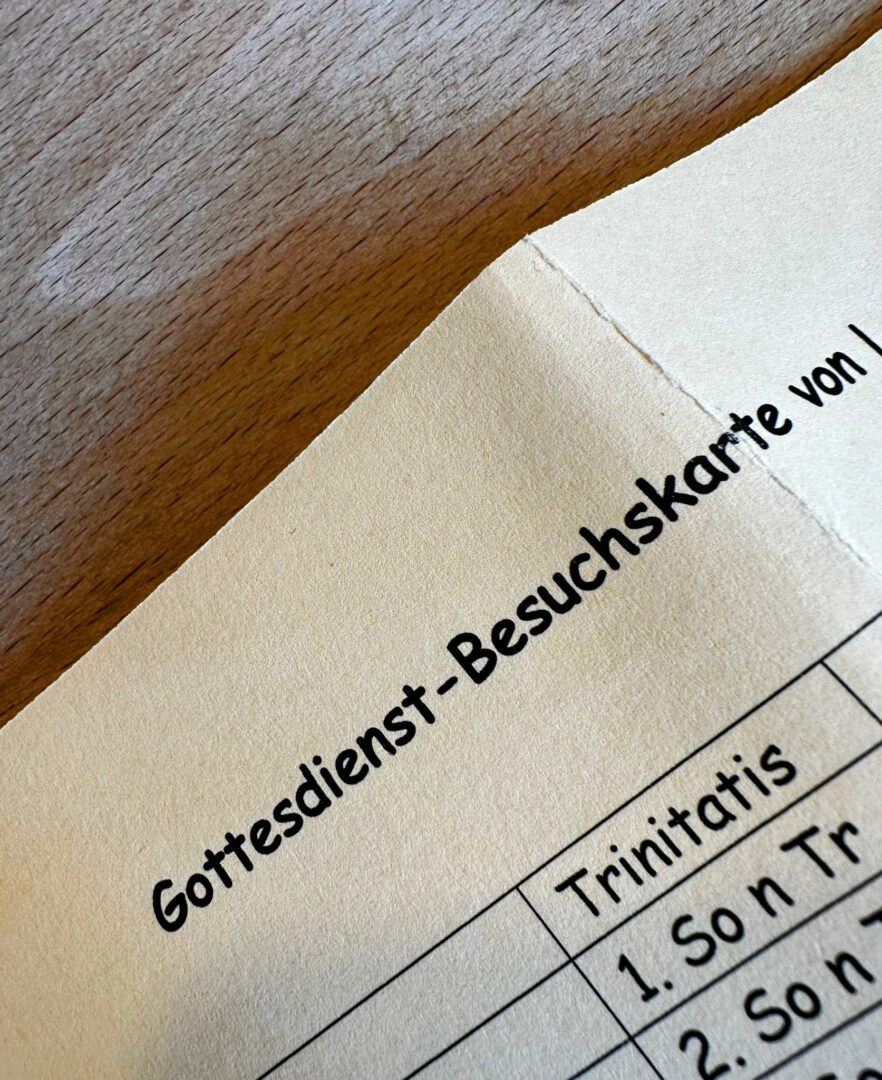 Gottesdienst-Besuchskarte von
Trinitatis
1. So n Tr
2. So n